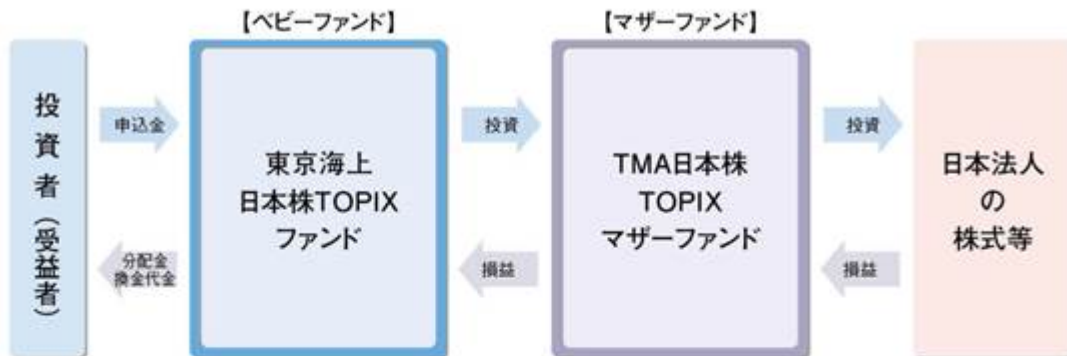 【ベビーファンド】
【マザーファンド】
投資者（受益者）
申込金
分配金
換金代金
東京海上
日本株TOPIX
ファンド
投資
損益
TMA日本株
TOPIX
マザーファンド
投資
損益
日本法人
の
株式等